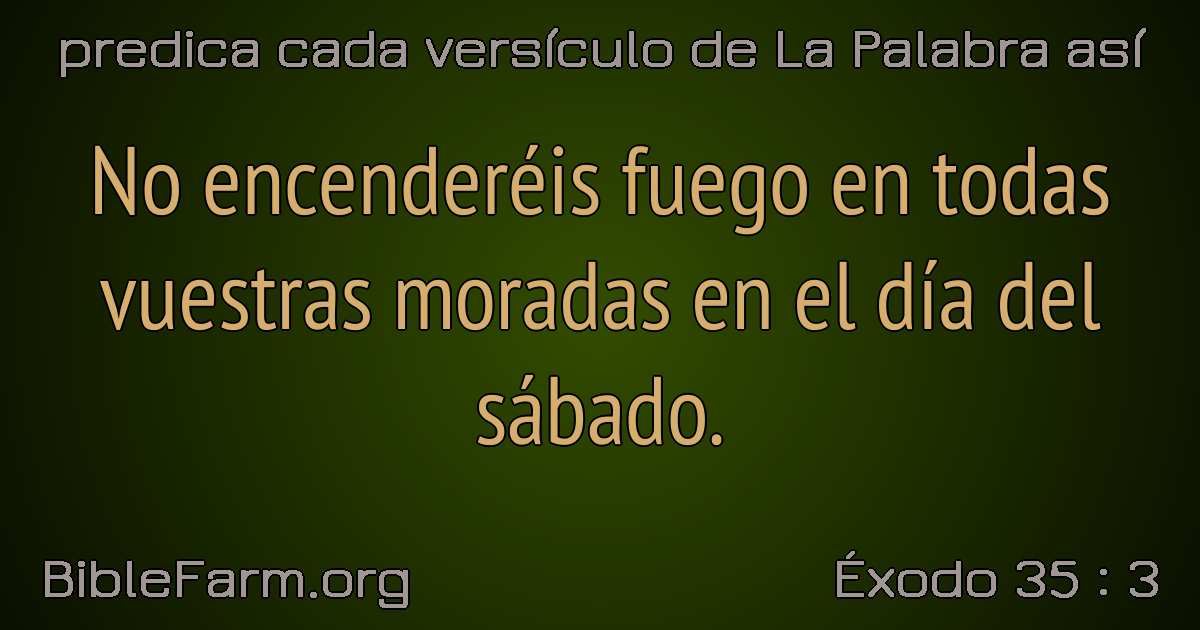 predica cada versículo de La Palabra así
No encenderéis fuego en todas
vuestras moradas en el día del
sábado.
BibleFarm.org
Éxodo 35 : 3